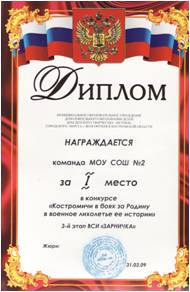 ДИПЛОМ
НАГРАЖДАЕТСЯ
команда МОУ СОШ №2
за I место
в конкурсе
«Костромичи в боях за Родину
в военное лихолетье ее истории»
3-й этап ВСИ «ЗАРНИЧКА»
Жюри:
31.03.09